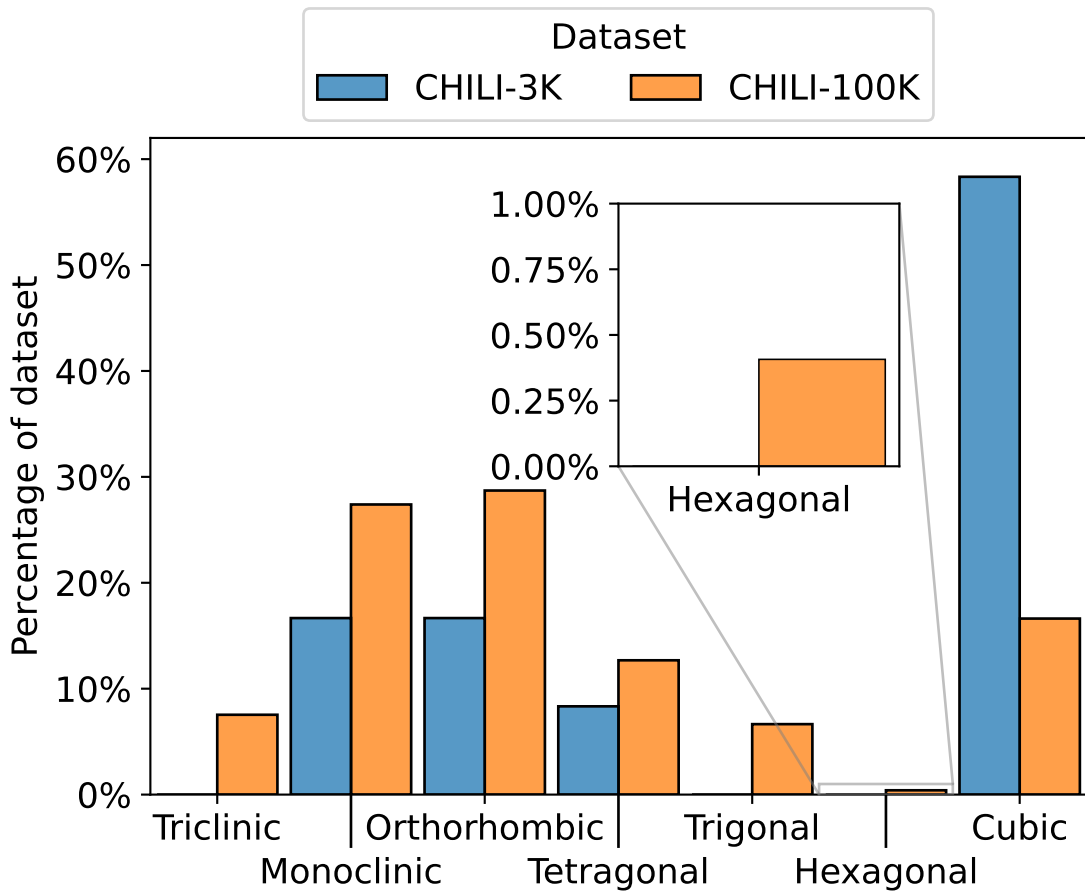 Dataset
CHILI-3K CHILI-100K
Percentage of dataset
60%
50%
40%
30%
20%
10%
0%
1.00%
0.75%
0.50%
0.25%
0.00%
Hexagonal
Triclinic Orthorhombic Trigonal Cubic
Monoclinic Tetragonal Hexagonal